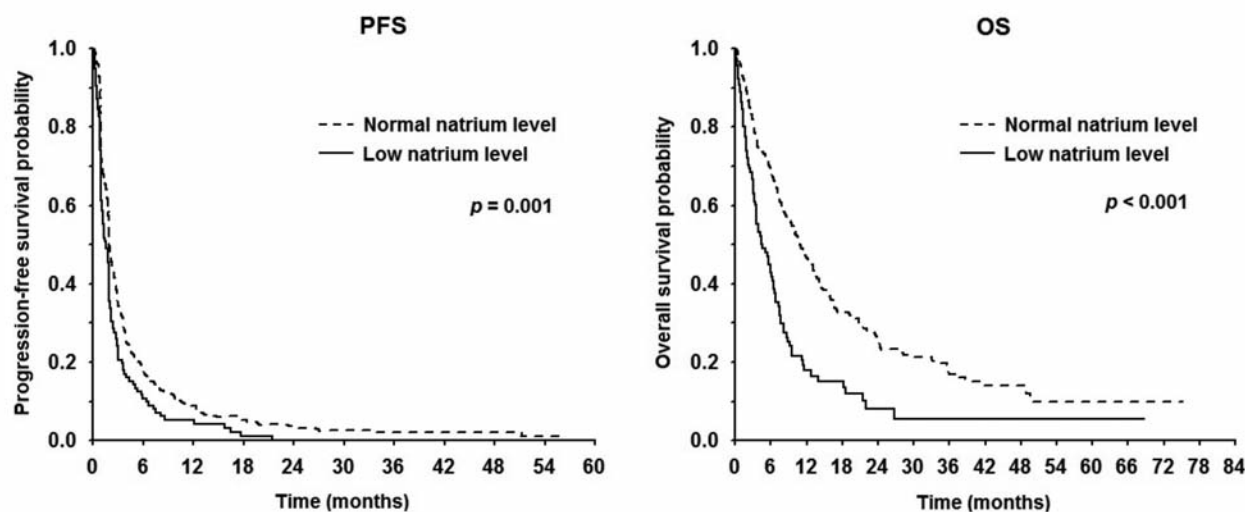 PFS
Progression-free survival probability
1.0
0.8
0.6
0.4
0.2
0.0
Normal natrium level
Low natrium level
p = 0.001
0 6 12 18 24 30 36 42 48 54 60
Time (months)
OS
Overall survival probability
1.0
0.8
0.6
0.4
0.2
0.0
Normal natrium level
Low natrium level
p < 0.001
0 6 12 18 24 30 36 42 48 54 60 66 72 78 84
Time (months)